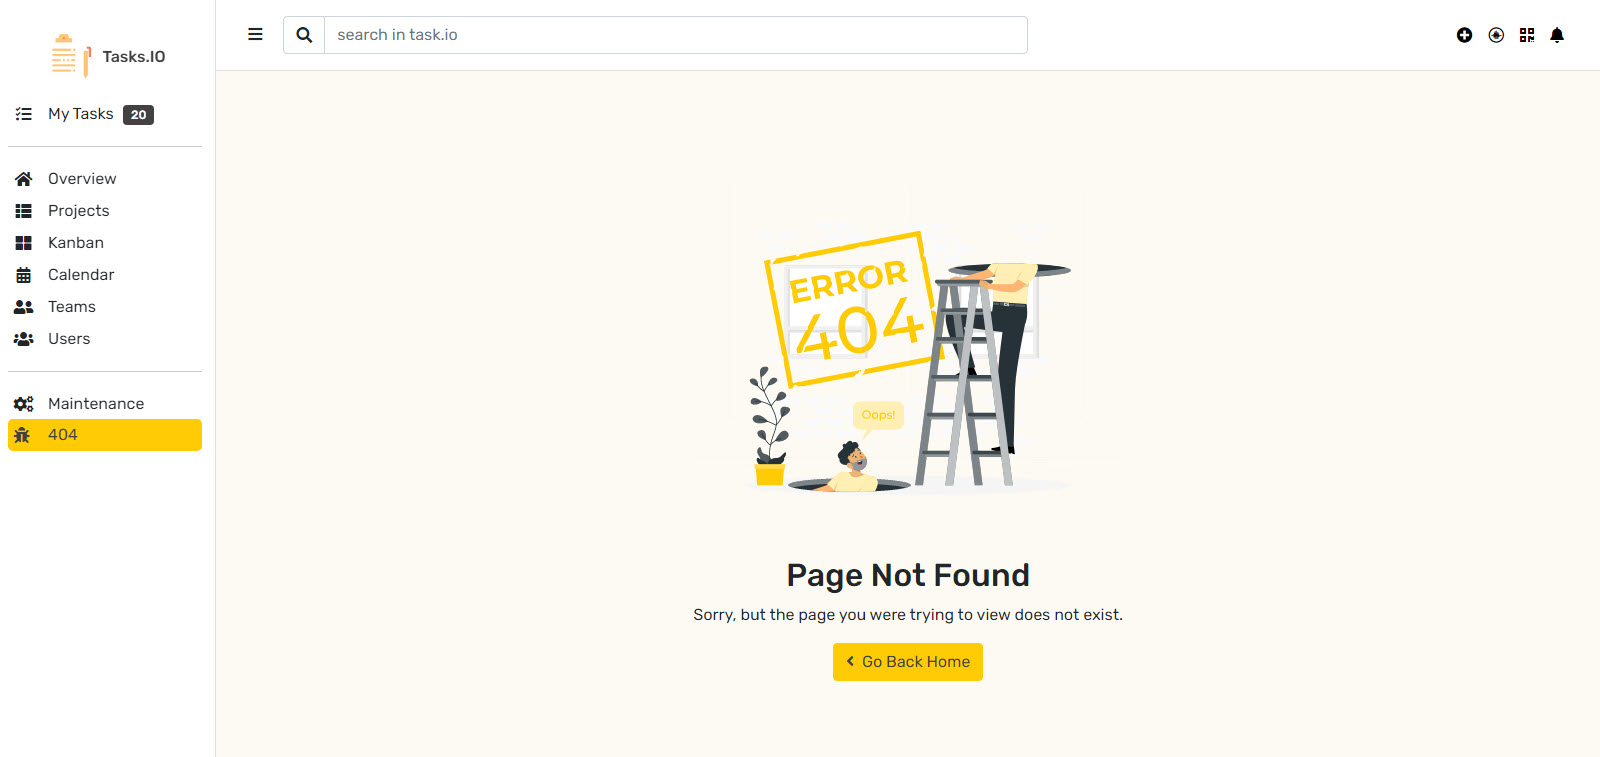 Tasks.IO
search in task.io
My Tasks 20
Overview
Projects
Kanban
Calendar
Teams
Users
Maintenance
404
ERROR
404
Oops!
Page Not Found
Sorry, but the page you were trying to view does not exist.
Go Back Home